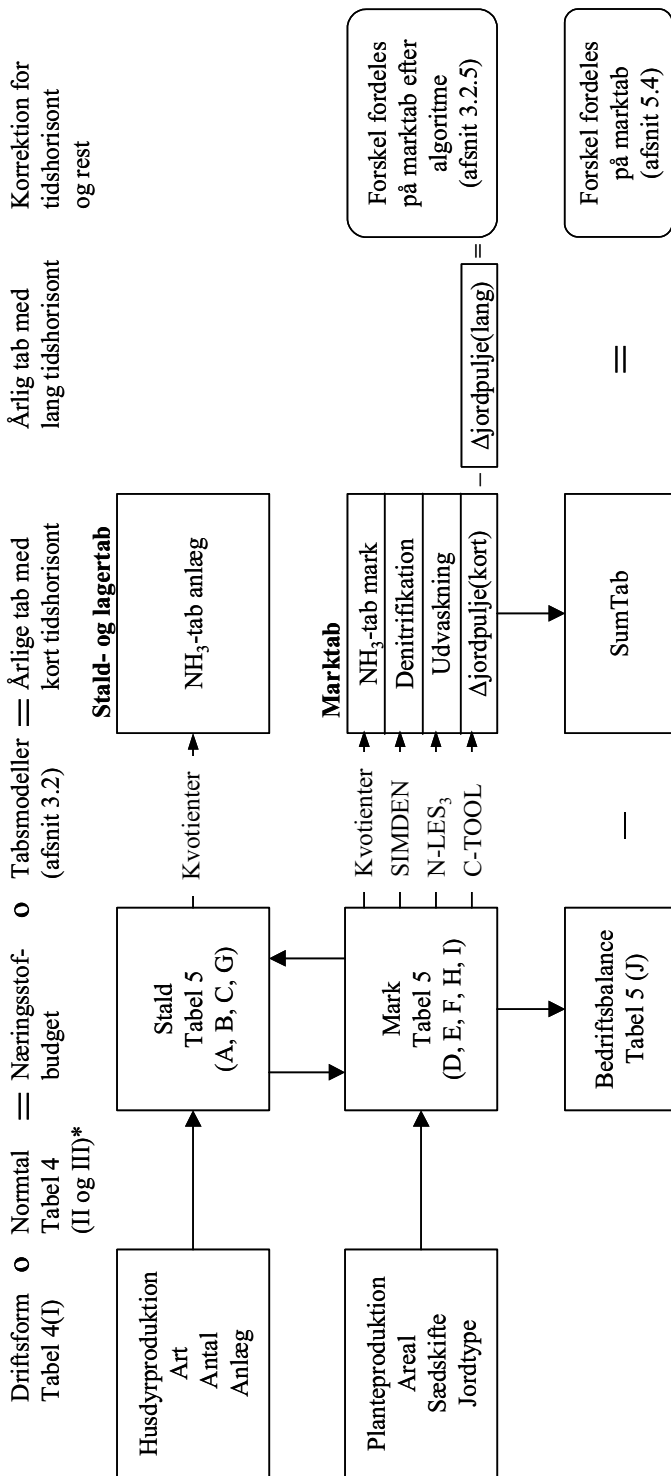 Driftsform o Normtal = Næringsstof- o Tabsmodeller = Årlige tab med Årlig tab med Korrektion for
Tabel 4(I) Tabel 4 budget (afsnit 3.2) kort tidshorisont lang tidshorisont tidshorisont
(II og III)* og rest
Stald- og lagertab
Husdyrproduktion
Art
Antal
Anlæg
Stald
Tabel 5
(A, B, C, G)
Kvotienter
NH₃-tab anlæg
Marktab
Planteproduktion
Areal
Sædskifte
Jordtype
Mark
Tabel 5
(D, E, F, H, I)
Kvotienter
SIMDEN
N-LES₃
C-TOOL
NH₃-tab mark
Denitrifikation
Udvaskning
Δjordpulje(kort)
– Δjordpulje(lang) =
Forskel fordeles
på marktab efter
algoritme
(afsnit 3.2.5)
Bedriftsbalance
Tabel 5 (J)
–
SumTab
=
Forskel fordeles
på marktab
(afsnit 5.4)